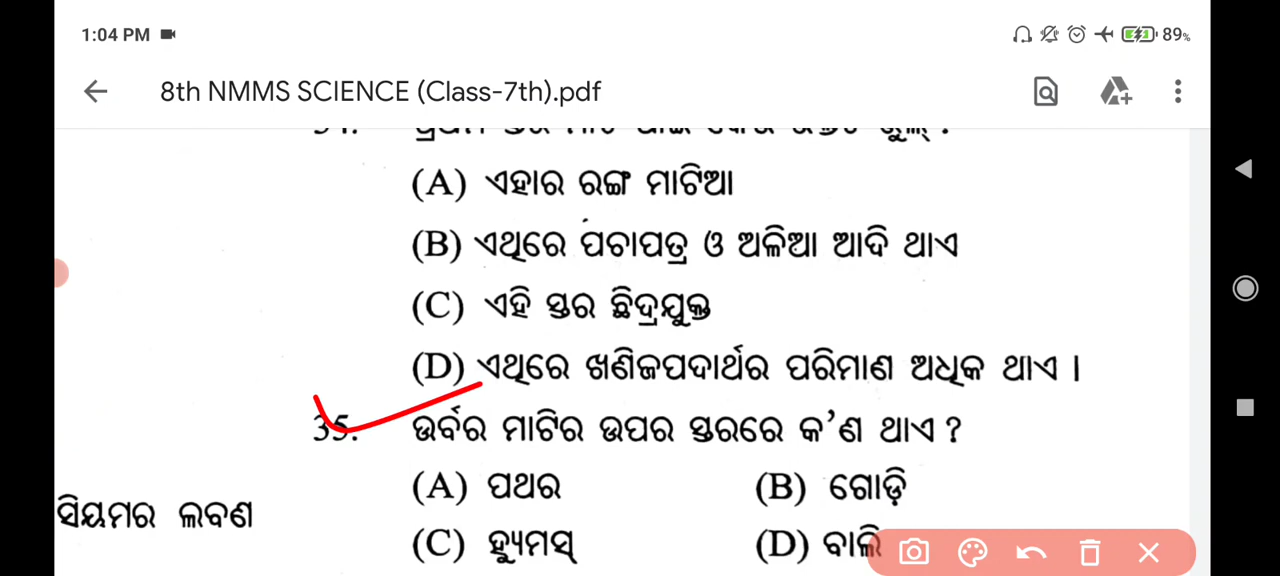 1:04 PM
89%
8th NMMS SCIENCE (Class-7th).pdf
(A) ଏହାର ରଙ୍ଗ ମାଟିଆ
(B) ଏଥିରେ ପଚାପତ୍ର ଓ ଅଳିଆ ଆଦି ଥାଏ
(C) ଏହି ସ୍ତର ଛିଦ୍ରଯୁକ୍ତ
(D) ଏଥିରେ ଖଣିଜପଦାର୍ଥର ପରିମାଣ ଅଧିକ ଥାଏ ।
35. ଉର୍ବର ମାଟିର ଉପର ସ୍ତରରେ କ’ଣ ଥାଏ ?
(A) ପଥର (B) ଗୋଡ଼ି
ସିୟମର ଲବଣ
(C) ହ୍ୟୁମସ୍ (D) ବାଲି